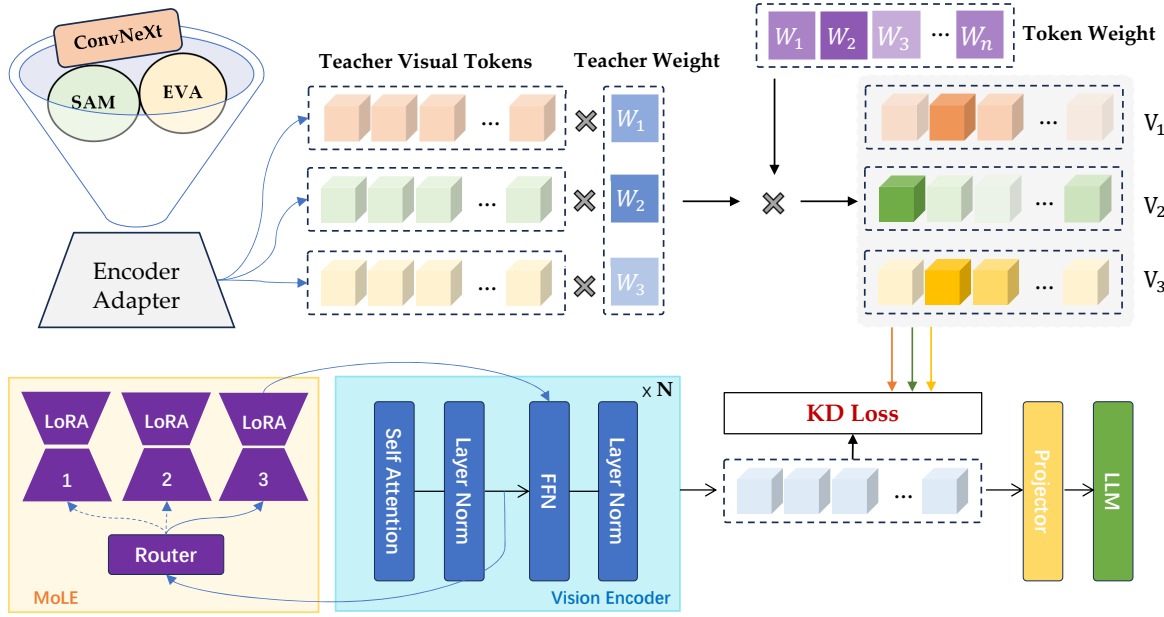 ConvNeXt
SAM
EVA
Encoder
Adapter
Teacher Visual Tokens
Teacher Weight
...
W1
...
W2
...
W3
W1 W2 W3 ... Wn
Token Weight
...
V1
...
V2
...
V3
LoRA LoRA LoRA
1 2 3
Router
MoLE
x N
Self Attention
Layer Norm
FFN
Layer Norm
Vision Encoder
KD Loss
...
Projector
LLM